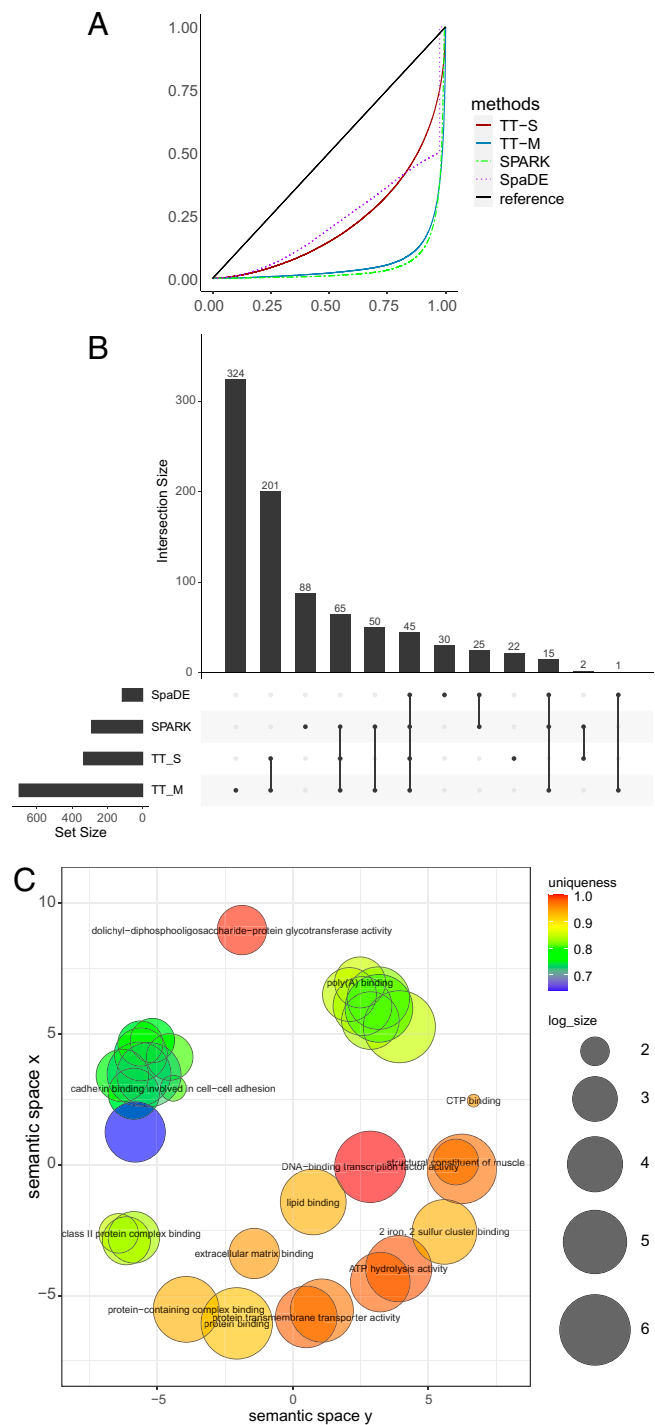 A
1.00
0.75
0.50
0.25
0.00
0.00 0.25 0.50 0.75 1.00
methods
TT−S
TT−M
SPARK
SpaDE
reference
B
Intersection Size
300
200
100
0
324
201
88
65
50
45
30
25
22
15
2
1
SpaDE
SPARK
TT_S
TT_M
600 400 200 0
Set Size
C
semantic space x
10
5
0
−5
dolichyl−diphosphooligosaccharide−protein glycotransferase activity
poly(A) binding
cadherin binding involved in cell−cell adhesion
CTP binding
DNA−binding transcription factor activity
structural constituent of muscle
lipid binding
class II protein complex binding
2 iron, 2 sulfur cluster binding
extracellular matrix binding
ATP hydrolysis activity
protein−containing complex binding
protein transmembrane transporter activity
protein binding
−5 0 5
semantic space y
uniqueness
1.0
0.9
0.8
0.7
log_size
2
3
4
5
6